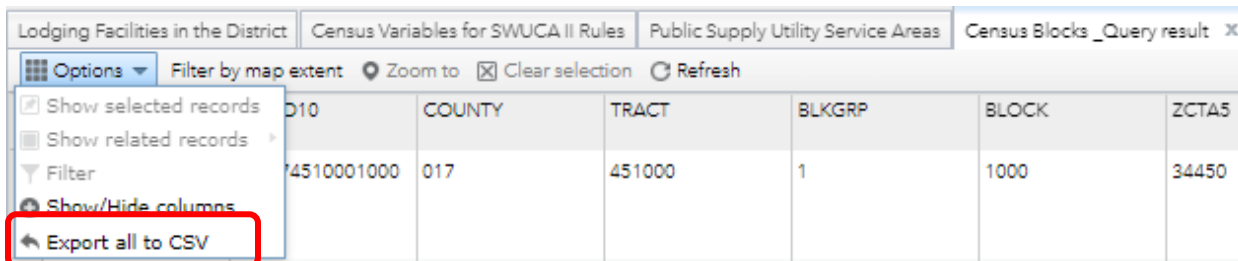 Lodging Facilities in the District Census Variables for SWUCA II Rules Public Supply Utility Service Areas Census Blocks _Query result x
Options Filter by map extent Zoom to Clear selection Refresh
Show selected records D10 COUNTY TRACT BLKGRP BLOCK ZCTA5
Show related records
Filter 74510001000 017 451000 1 1000 34450
Show/Hide columns
Export all to CSV